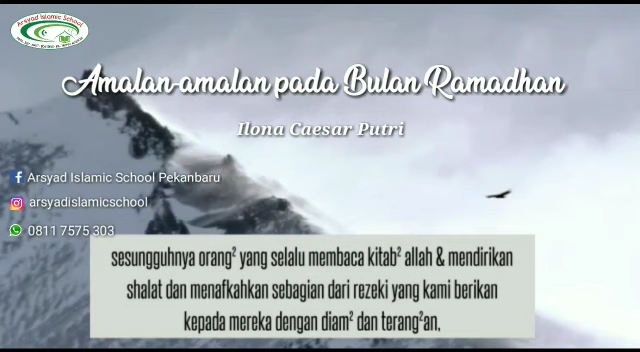 Arsyad Islamic School
Amalan-amalan pada Bulan Ramadhan
Ilona Caesar Putri
Arsyad Islamic School Pekanbaru
arsyadislamicschool
0811 7575 303
sesungguhnya orang² yang selalu membaca kitab² allah & mendirikan
shalat dan menafkahkan sebagian dari rezeki yang kami berikan
kepada mereka dengan diam² dan terang²an,